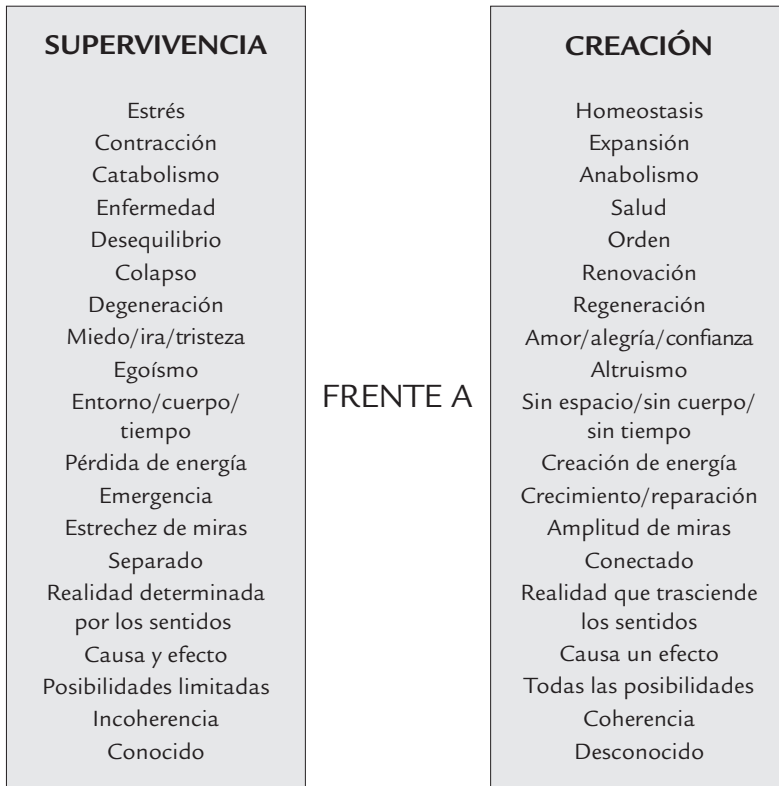 SUPERVIVENCIA
Estrés
Contracción
Catabolismo
Enfermedad
Desequilibrio
Colapso
Degeneración
Miedo/ira/tristeza
Egoísmo
Entorno/cuerpo/
tiempo
Pérdida de energía
Emergencia
Estrechez de miras
Separado
Realidad determinada
por los sentidos
Causa y efecto
Posibilidades limitadas
Incoherencia
Conocido
FRENTE A
CREACIÓN
Homeostasis
Expansión
Anabolismo
Salud
Orden
Renovación
Regeneración
Amor/alegría/confianza
Altruismo
Sin espacio/sin cuerpo/
sin tiempo
Creación de energía
Crecimiento/reparación
Amplitud de miras
Conectado
Realidad que trasciende
los sentidos
Causa un efecto
Todas las posibilidades
Coherencia
Desconocido